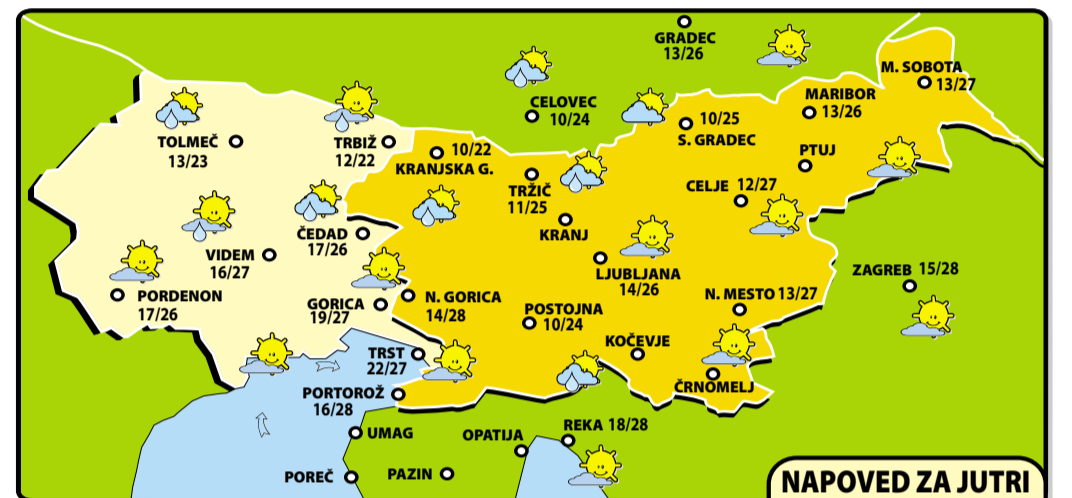 GRADEC
13/26
M. SOBOTA
13/27
CELOVEC
10/24
MARIBOR
13/26
10/25
S. GRADEC
TOLMEČ
13/23
TRBIŽ
12/22
10/22
KRANJSKA G.
PTUJ
TRŽIČ
11/25
CELJE 12/27
KRANJ
ČEDAD
17/26
VIDEM
16/27
LJUBLJANA
14/26
ZAGREB 15/28
PORDENON
17/26
GORICA
19/27
N. GORICA
14/28
N. MESTO 13/27
POSTOJNA
10/24
KOČEVJE
TRST
22/27
ČRNOMELJ
PORTOROŽ
16/28
UMAG
OPATIJA
REKA 18/28
POREČ
PAZIN
NAPOVED ZA JUTRI